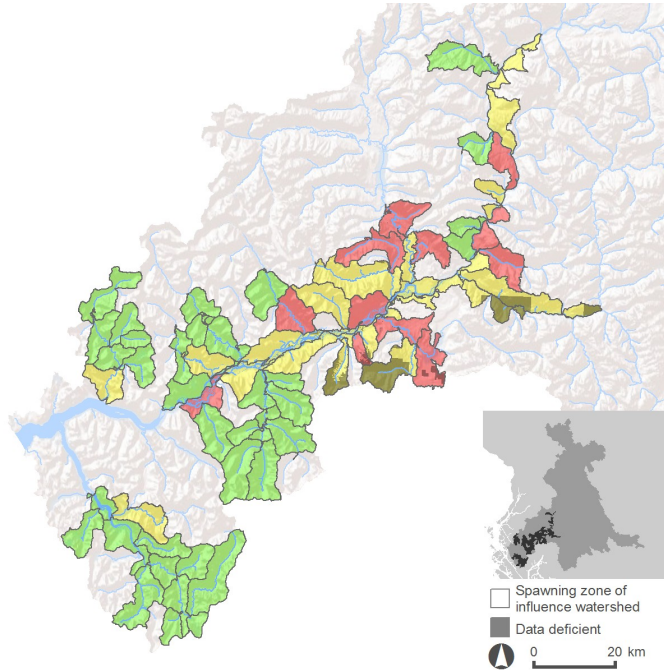 Spawning zone of
influence watershed
Data deficient
0 20 km